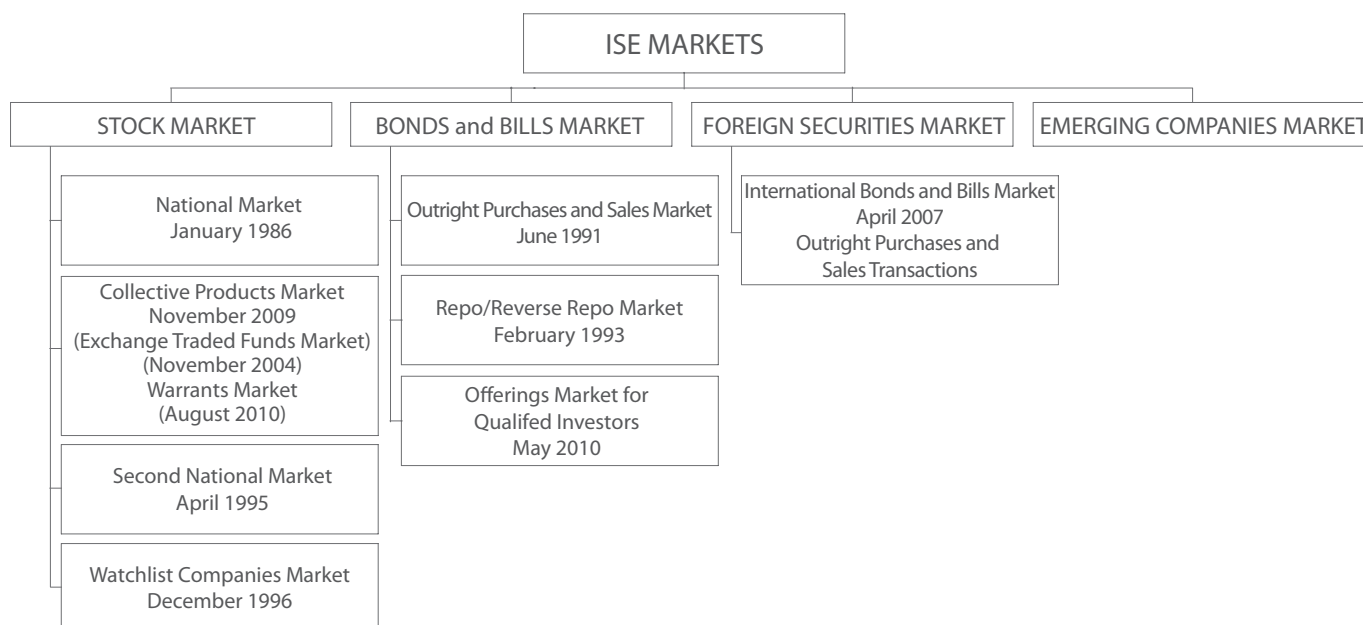 ISE MARKETS
STOCK MARKET
National Market
January 1986
Collective Products Market
November 2009
(Exchange Traded Funds Market)
(November 2004)
Warrants Market
(August 2010)
Second National Market
April 1995
Watchlist Companies Market
December 1996
BONDS and BILLS MARKET
Outright Purchases and Sales Market
June 1991
Repo/Reverse Repo Market
February 1993
Offerings Market for
Qualifed Investors
May 2010
FOREIGN SECURITIES MARKET
International Bonds and Bills Market
April 2007
Outright Purchases and
Sales Transactions
EMERGING COMPANIES MARKET